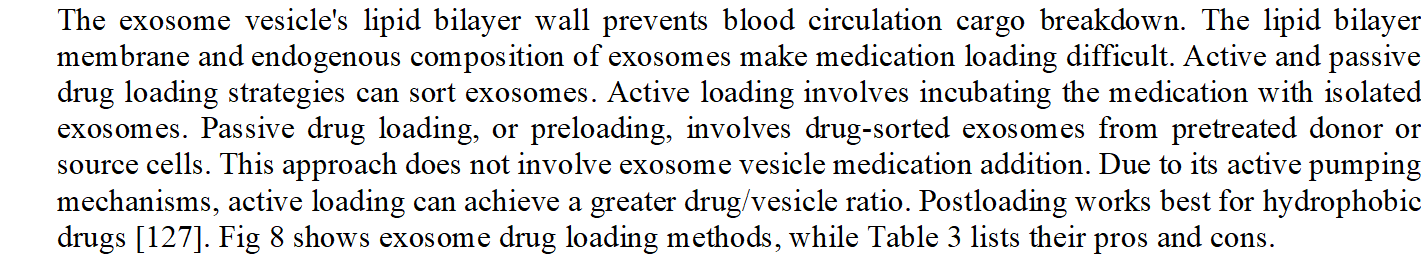 The exosome vesicle's lipid bilayer wall prevents blood circulation cargo breakdown. The lipid bilayer
membrane and endogenous composition of exosomes make medication loading difficult. Active and passive
drug loading strategies can sort exosomes. Active loading involves incubating the medication with isolated
exosomes. Passive drug loading, or preloading, involves drug-sorted exosomes from pretreated donor or
source cells. This approach does not involve exosome vesicle medication addition. Due to its active pumping
mechanisms, active loading can achieve a greater drug/vesicle ratio. Postloading works best for hydrophobic
drugs [127]. Fig 8 shows exosome drug loading methods, while Table 3 lists their pros and cons.